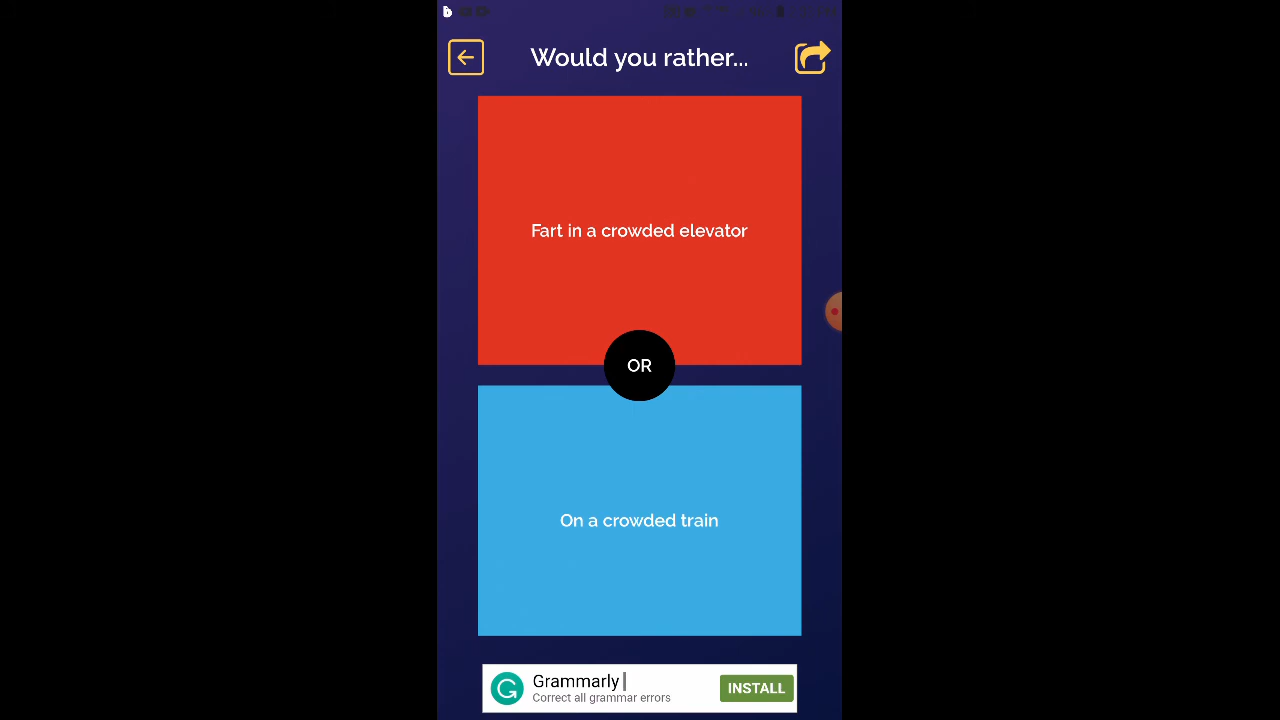 Would you rather...
Fart in a crowded elevator
OR
On a crowded train
Grammarly
Correct all grammar errors
INSTALL